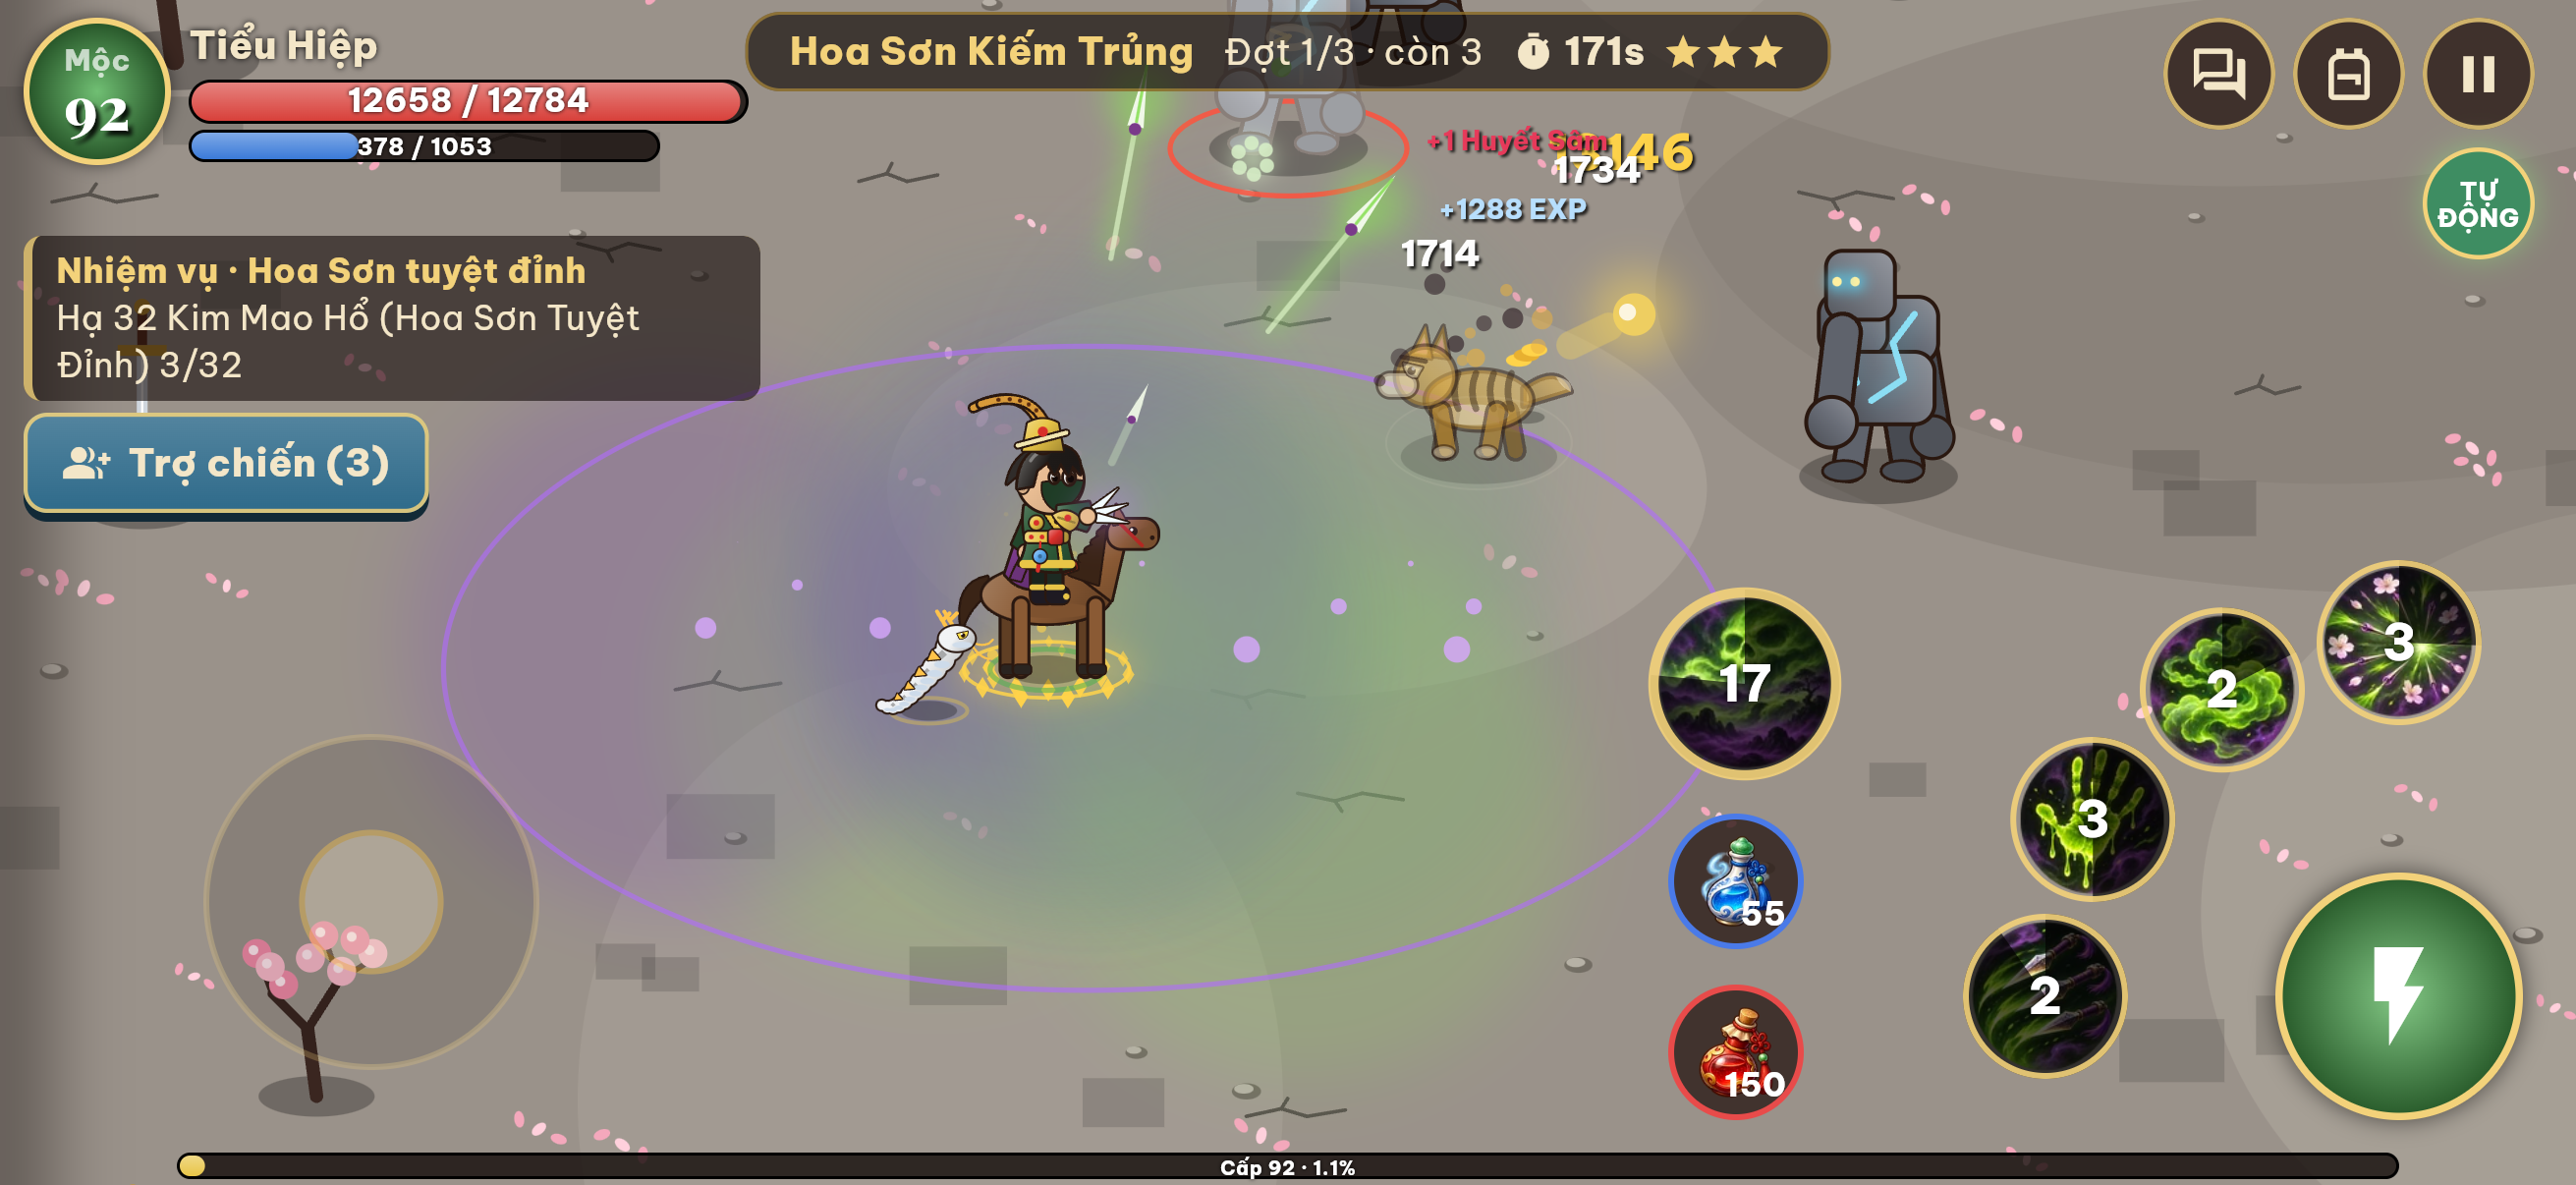 Mộc
92
Tiểu Hiệp
12658 / 12784
378 / 1053
Hoa Sơn Kiếm Trủng Đợt 1/3 · còn 3 171s
TỰ ĐỘNG
+1 Huyết Sâm
146
1734
+1288 EXP
1714
Nhiệm vụ · Hoa Sơn tuyệt đỉnh
Hạ 32 Kim Mao Hổ (Hoa Sơn Tuyệt
Đỉnh) 3/32
Trợ chiến (3)
17
3
2
3
2
55
150
Cấp 92 · 1.1%